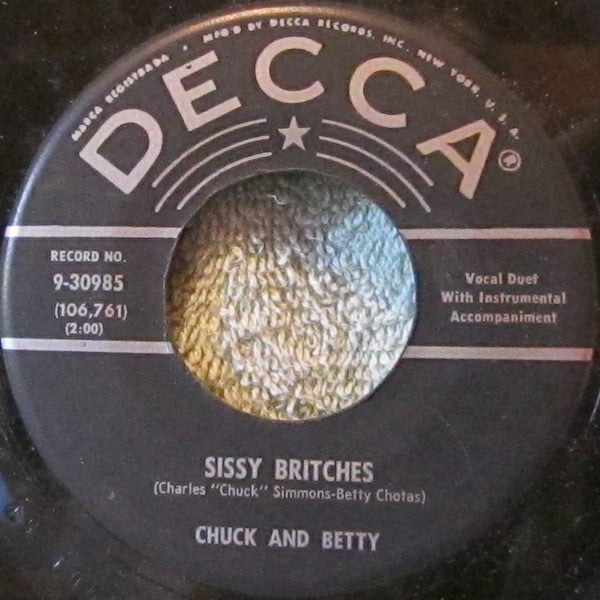 MARCA REGISTRADA • MFG'D BY DECCA RECORDS, INC., NEW YORK, U.S.A.
DECCA®
RECORD NO.
9-30985
(106,761)
(2:00)
Vocal Duet
With Instrumental
Accompaniment
SISSY BRITCHES
(Charles "Chuck" Simmons-Betty Chotas)
CHUCK AND BETTY